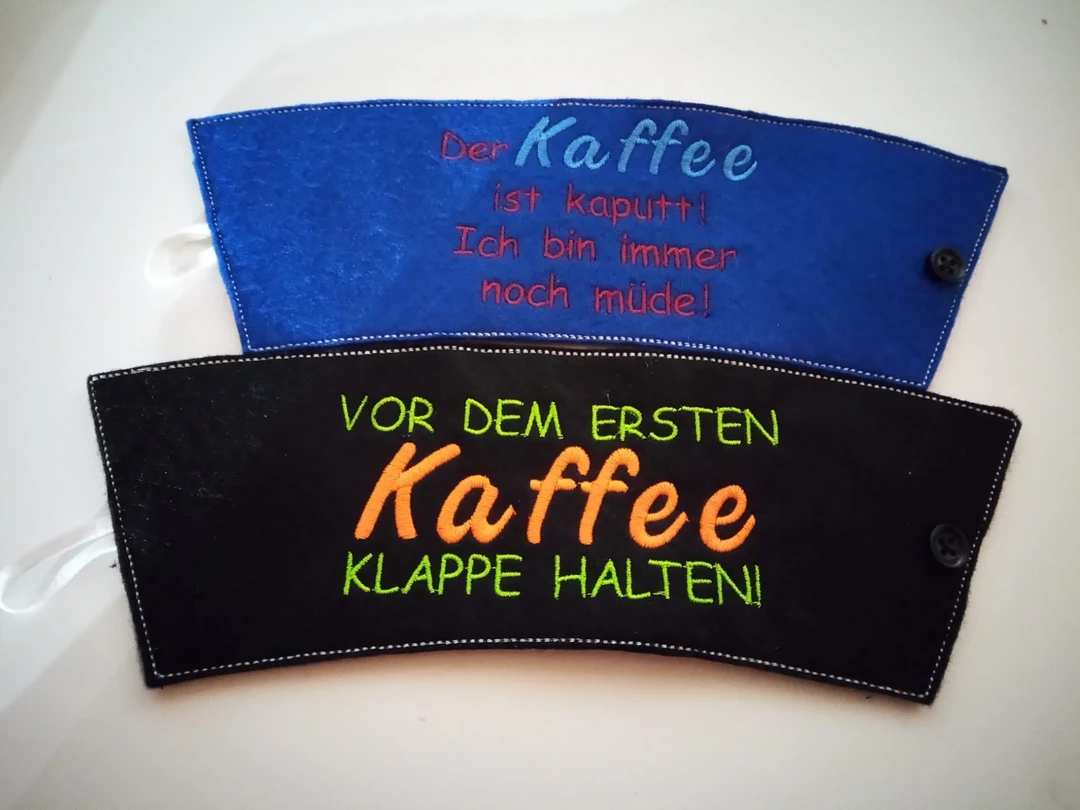 Der Kaffee
ist kaputt!
Ich bin immer
noch müde!
VOR DEM ERSTEN
Kaffee
KLAPPE HALTEN!